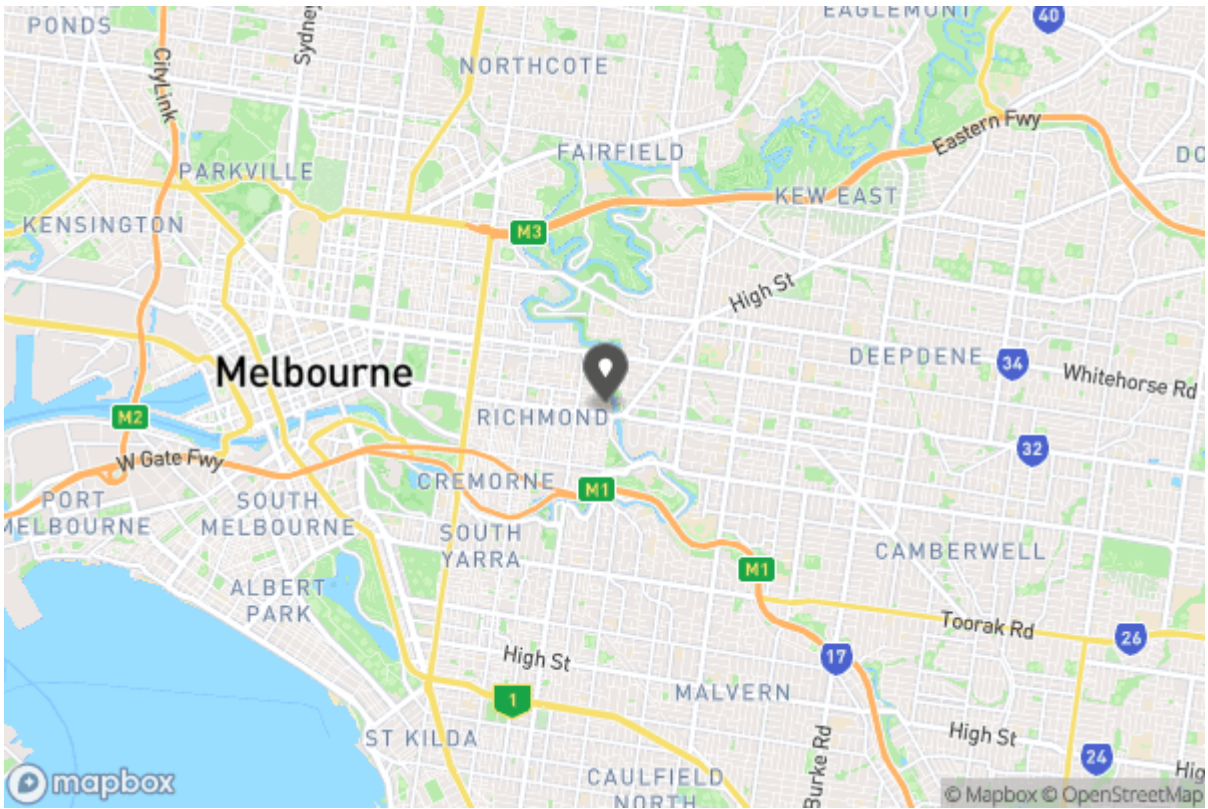 PONDS
Sydney
EAGLEMONT
40
CityLink
NORTHCOTE
Eastern Fwy
FAIRFIELD
DO
PARKVILLE
KEW EAST
KENSINGTON
M3
High St
DEEPDENE
34
Melbourne
Whitehorse Rd
M2
RICHMOND
32
W Gate Fwy
CREMORNE
M1
PORT
MELBOURNE
SOUTH
MELBOURNE
SOUTH
YARRA
CAMBERWELL
M1
ALBERT
PARK
Toorak Rd
26
High St
17
MALVERN
1
ST KILDA
Burke Rd
High St
24
Hig
CAULFIELD
NORTH
mapbox
© Mapbox © OpenStreetMap